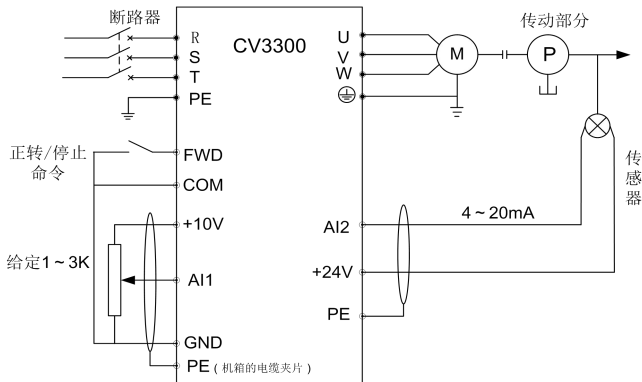 断路器
传动部分
R
S
T
PE
CV3300
U
V
W
M
P
正转/停止
命令
FWD
COM
传感器
+10V
给定1~3K
AI1
GND
PE(机箱的电缆夹片)
AI2
4~20mA
+24V
PE